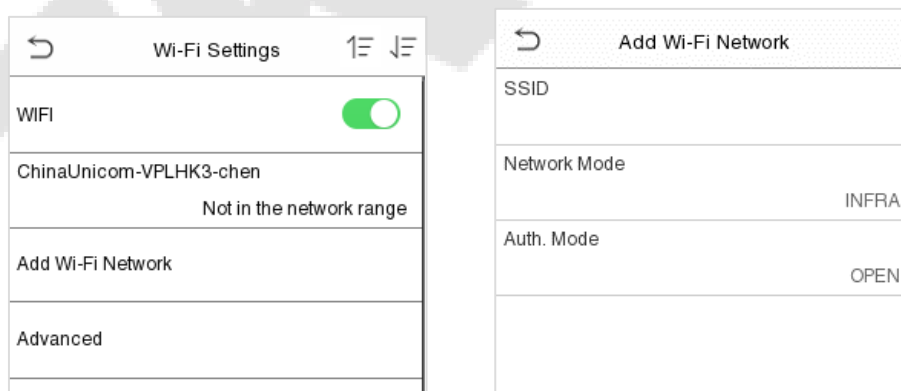 Wi-Fi Settings
WIFI
ChinaUnicom-VPLHK3-chen
Not in the network range
Add Wi-Fi Network
Advanced
Add Wi-Fi Network
SSID
Network Mode
INFRA
Auth. Mode
OPEN